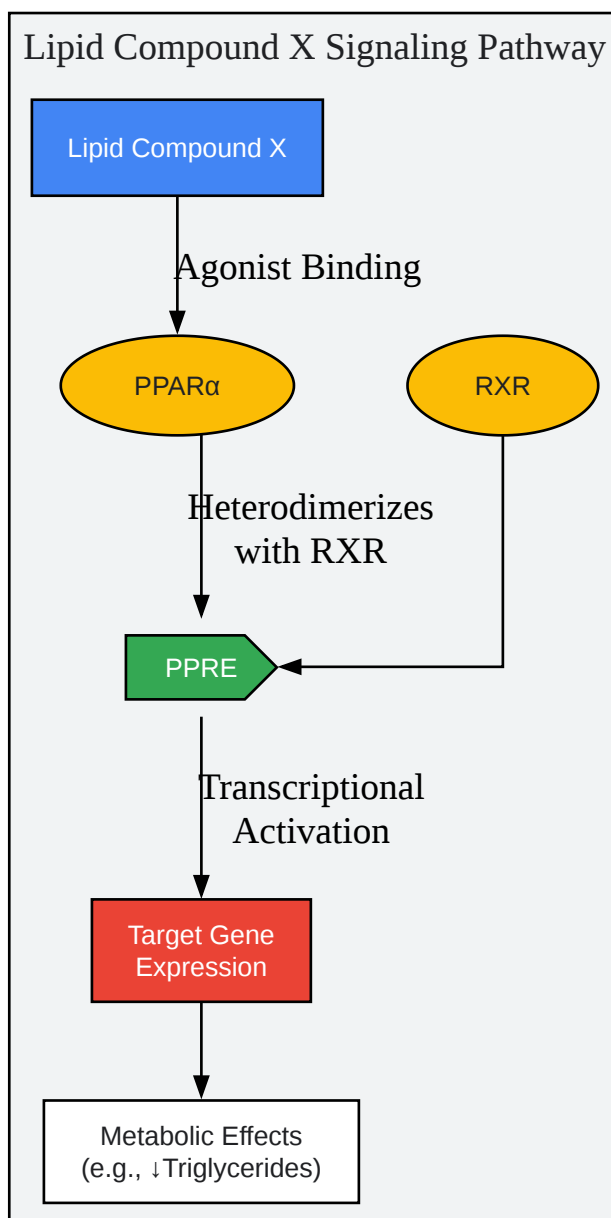 Lipid Compound X Signaling Pathway
Lipid Compound X
Agonist Binding
PPARα
RXR
Heterodimerizes
with RXR
PPRE
Transcriptional
Activation
Target Gene
Expression
Metabolic Effects
(e.g., ↓Triglycerides)